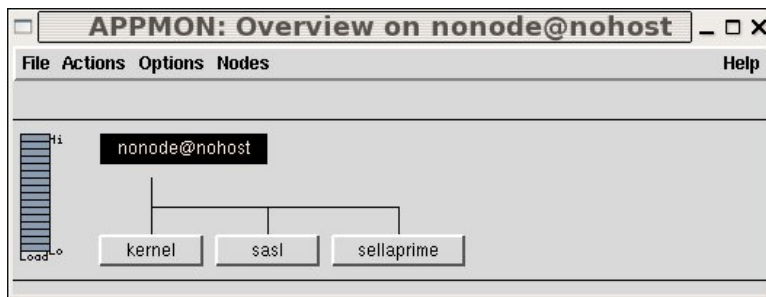 APPMON: Overview on nonode@nohost
File Actions Options Nodes Help
Hi
nonode@nohost
Load Lo
kernel sasl sellaprime